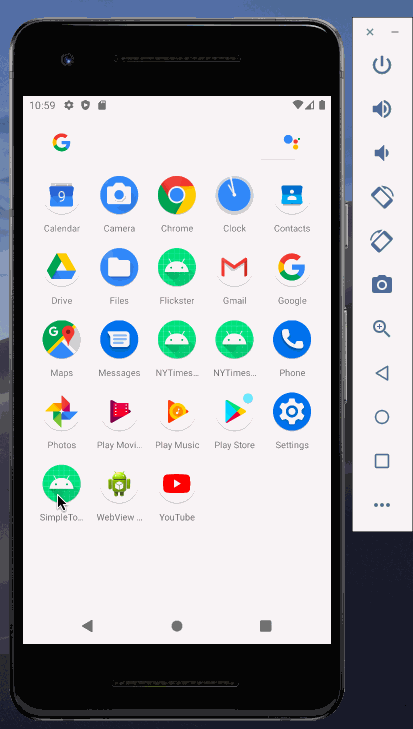 10:59
G
9
Calendar Camera Chrome Clock Contacts
Drive Files Flickster Gmail Google
G
Maps Messages NYTimes... NYTimes... Phone
Photos Play Movi... Play Music Play Store Settings
SimpleTo... WebView ... YouTube